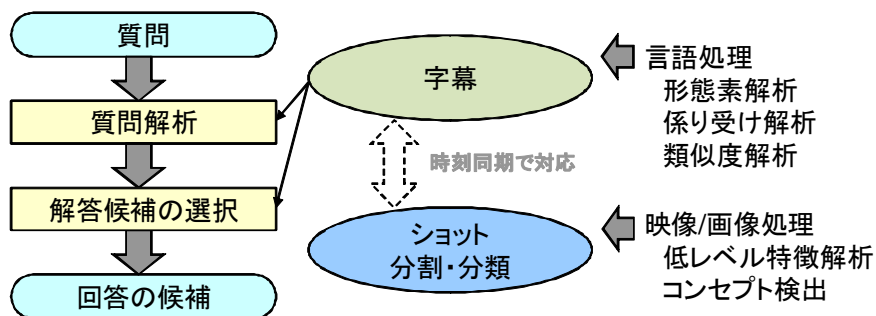 質問
質問解析
解答候補の選択
回答の候補
字幕
時刻同期で対応
ショット
分割・分類
言語処理
形態素解析
係り受け解析
類似度解析
映像/画像処理
低レベル特徴解析
コンセプト検出